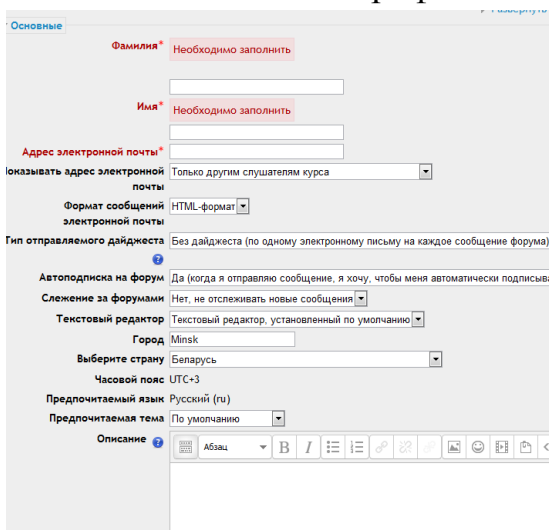 Развернуть
Основные
Фамилия*
Необходимо заполнить
Имя*
Необходимо заполнить
Адрес электронной почты*
Показывать адрес электронной почты Только другим слушателям курса
Формат сообщений электронной почты HTML-формат
Тип отправляемого дайджеста Без дайджеста (по одному электронному письму на каждое сообщение форума)
Автоподписка на форум Да (когда я отправляю сообщение, я хочу, чтобы меня автоматически подписыва
Слежение за форумами Нет, не отслеживать новые сообщения
Текстовый редактор Текстовый редактор, установленный по умолчанию
Город Minsk
Выберите страну Беларусь
Часовой пояс UTC+3
Предпочитаемый язык Русский (ru)
Предпочитаемая тема По умолчанию
Описание Абзац B I